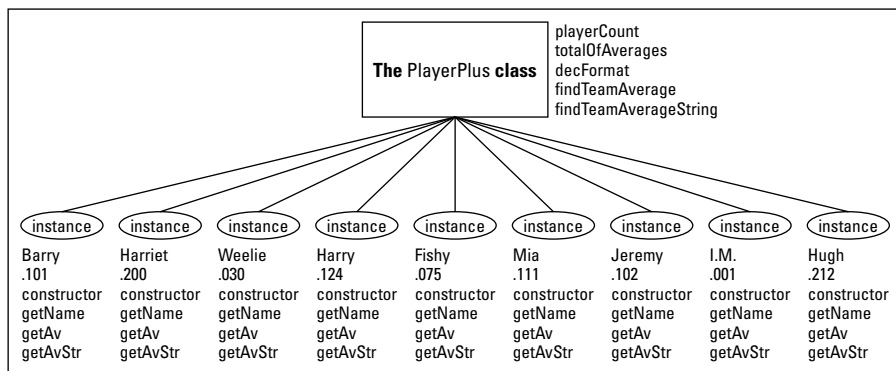 The PlayerPlus class
playerCount
totalOfAverages
decFormat
findTeamAverage
findTeamAverageString
instance instance instance instance instance instance instance instance instance
Barry Harriet Weelie Harry Fishy Mia Jeremy I.M. Hugh
.101 .200 .030 .124 .075 .111 .102 .001 .212
constructor constructor constructor constructor constructor constructor constructor constructor constructor
getName getName getName getName getName getName getName getName getName
getAv getAv getAv getAv getAv getAv getAv getAv getAv
getAvStr getAvStr getAvStr getAvStr getAvStr getAvStr getAvStr getAvStr getAvStr